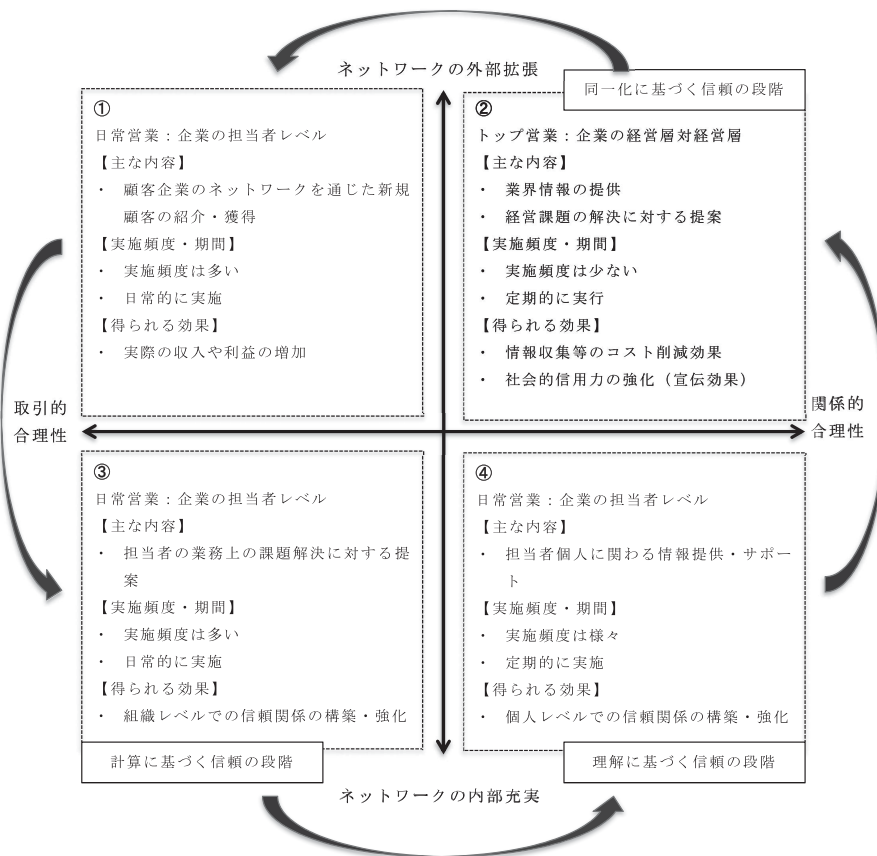 ネットワークの外部拡張
同一化に基づく信頼の段階
①
日常営業：企業の担当者レベル
【主な内容】
・ 顧客企業のネットワークを通じた新規
顧客の紹介・獲得
【実施頻度・期間】
・ 実施頻度は多い
・ 日常的に実施
【得られる効果】
・ 実際の収入や利益の増加
②
トップ営業：企業の経営層対経営層
【主な内容】
・ 業界情報の提供
・ 経営課題の解決に対する提案
【実施頻度・期間】
・ 実施頻度は少ない
・ 定期的に実行
【得られる効果】
・ 情報収集等のコスト削減効果
・ 社会的信用力の強化（宣伝効果）
取引的
合理性
関係的
合理性
③
日常営業：企業の担当者レベル
【主な内容】
・ 担当者の業務上の課題解決に対する提
案
【実施頻度・期間】
・ 実施頻度は多い
・ 日常的に実施
【得られる効果】
・ 組織レベルでの信頼関係の構築・強化
計算に基づく信頼の段階
④
日常営業：企業の担当者レベル
【主な内容】
・ 担当者個人に関わる情報提供・サポー
ト
【実施頻度・期間】
・ 実施頻度は様々
・ 定期的に実施
【得られる効果】
・ 個人レベルでの信頼関係の構築・強化
理解に基づく信頼の段階
ネットワークの内部充実